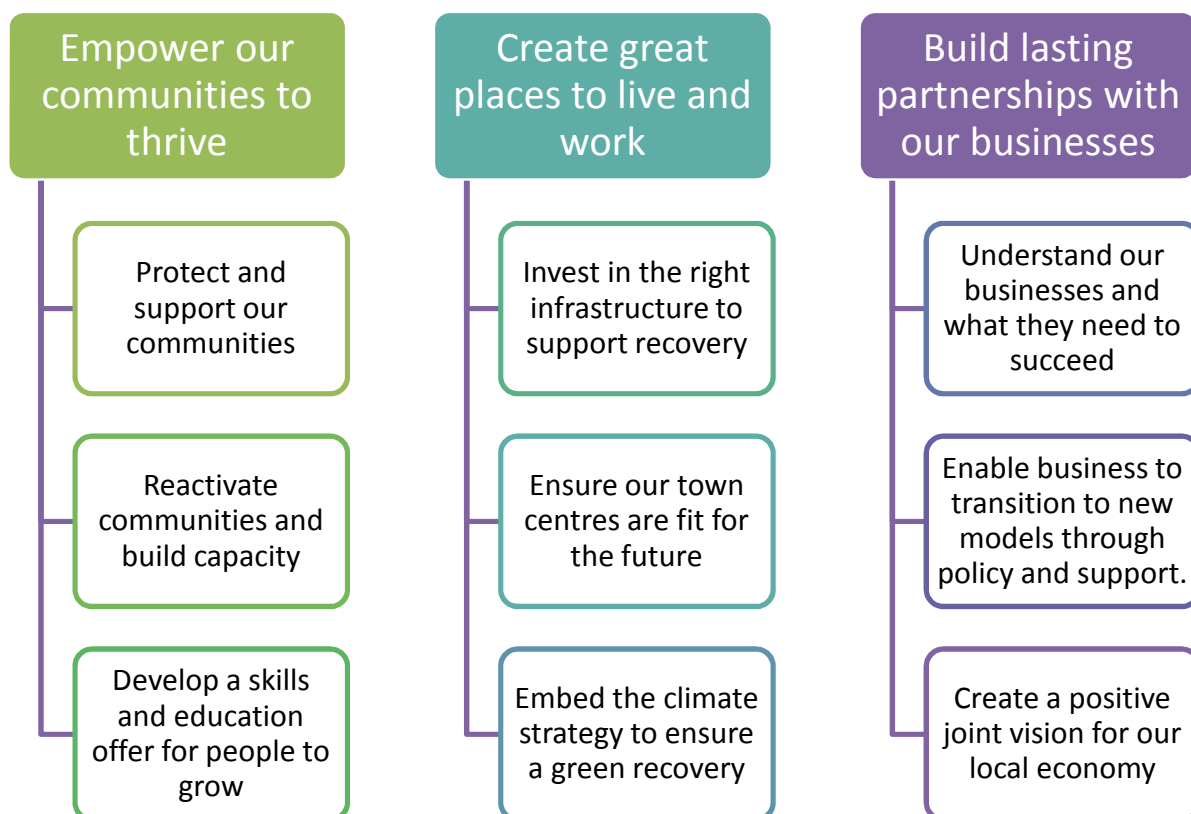 Empower our
communities to
thrive
Protect and
support our
communities
Reactivate
communities and
build capacity
Develop a skills
and education
offer for people to
grow
Create great
places to live and
work
Invest in the right
infrastructure to
support recovery
Ensure our town
centres are fit for
the future
Embed the climate
strategy to ensure
a green recovery
Build lasting
partnerships with
our businesses
Understand our
businesses and
what they need to
succeed
Enable business to
transition to new
models through
policy and support.
Create a positive
joint vision for our
local economy